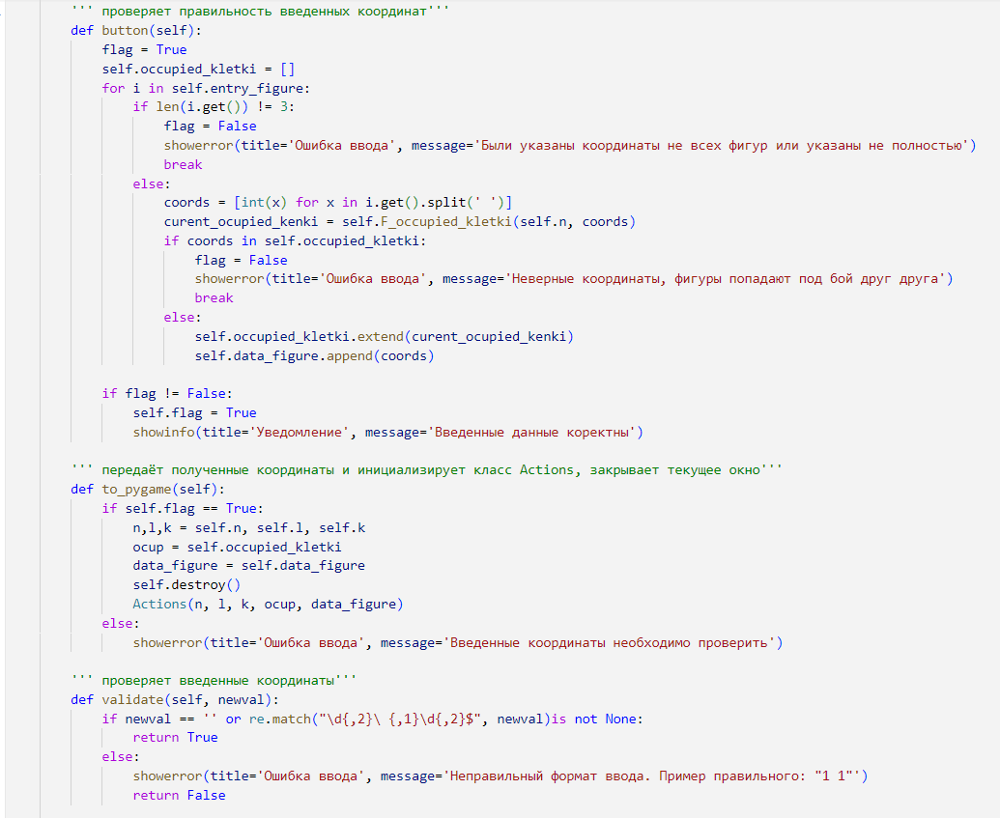 ''' проверяет правильность введенных координат'''
def button(self):
    flag = True
    self.occupied_kletki = []
    for i in self.entry_figure:
        if len(i.get()) != 3:
            flag = False
            showerror(title='Ошибка ввода', message='Были указаны координаты не всех фигур или указаны не полностью')
            break
        else:
            coords = [int(x) for x in i.get().split(' ')]
            curent_ocupied_kenki = self.F_occupied_kletki(self.n, coords)
            if coords in self.occupied_kletki:
                flag = False
                showerror(title='Ошибка ввода', message='Неверные координаты, фигуры попадают под бой друг друга')
                break
            else:
                self.occupied_kletki.extend(curent_ocupied_kenki)
                self.data_figure.append(coords)

    if flag != False:
        self.flag = True
        showinfo(title='Уведомление', message='Введенные данные коректны')

''' передаёт полученные координаты и инициализирует класс Actions, закрывает текущее окно'''
def to_pygame(self):
    if self.flag == True:
        n,l,k = self.n, self.l, self.k
        ocup = self.occupied_kletki
        data_figure = self.data_figure
        self.destroy()
        Actions(n, l, k, ocup, data_figure)
    else:
        showerror(title='Ошибка ввода', message='Введенные координаты необходимо проверить')

''' проверяет введенные координаты'''
def validate(self, newval):
    if newval == '' or re.match("\d{,2}\ {,1}\d{,2}$", newval)is not None:
        return True
    else:
        showerror(title='Ошибка ввода', message='Неправильный формат ввода. Пример правильного: "1 1"')
        return False